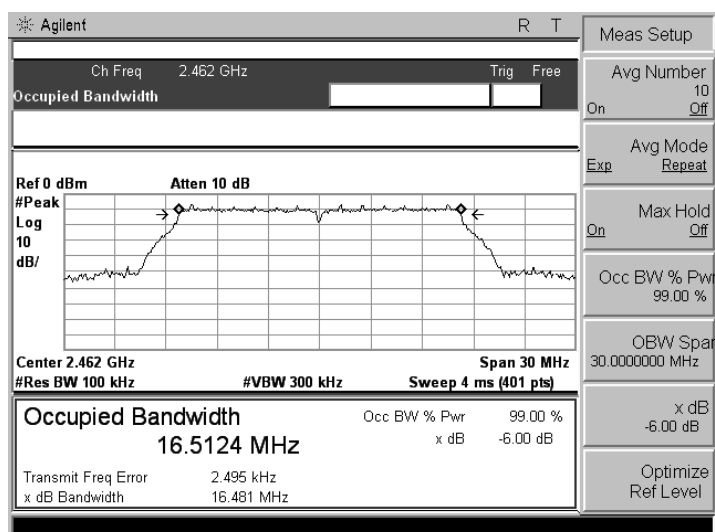 Agilent R T
Ch Freq 2.462 GHz Trig Free
Occupied Bandwidth
Ref 0 dBm Atten 10 dB
#Peak
Log
10
dB/
Center 2.462 GHz Span 30 MHz
#Res BW 100 kHz #VBW 300 kHz Sweep 4 ms (401 pts)
Occupied Bandwidth Occ BW % Pwr 99.00 %
16.5124 MHz x dB -6.00 dB
Transmit Freq Error 2.495 kHz
x dB Bandwidth 16.481 MHz
Meas Setup
Avg Number
10
On Off
Avg Mode
Exp Repeat
Max Hold
On Off
Occ BW % Pwr
99.00 %
OBW Spar
30.0000000 MHz
x dB
-6.00 dB
Optimize
Ref Level